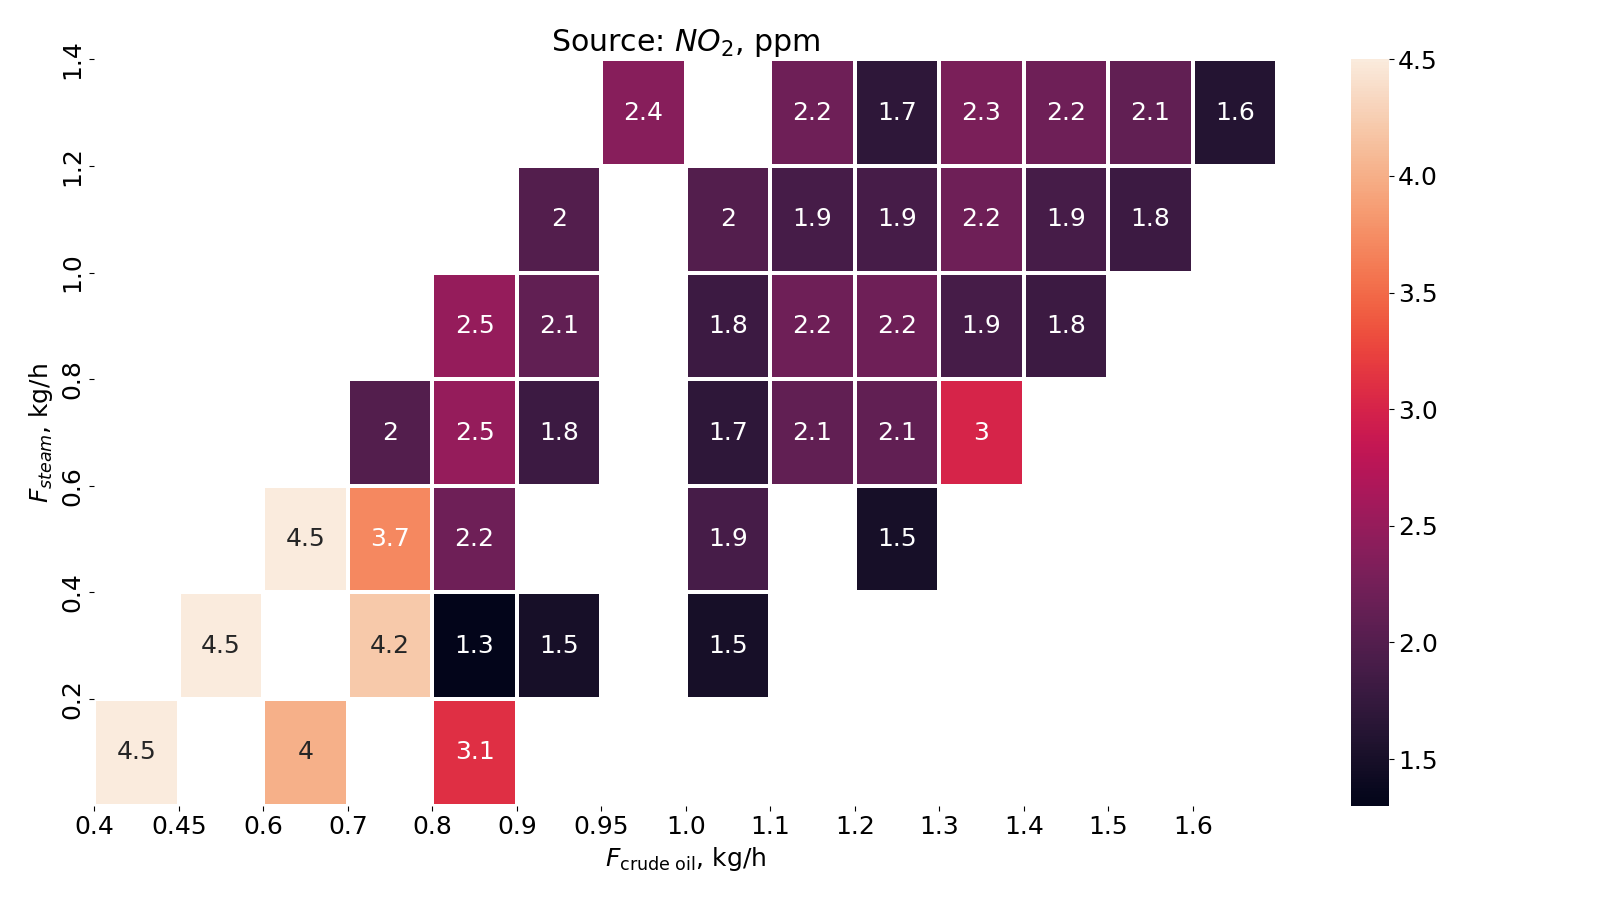 Source: NO2, ppm
1.4
4.5
2.4 2.2 1.7 2.3 2.2 2.1 1.6
1.2
4.0
2 2 1.9 1.9 2.2 1.9 1.8
1.0
3.5
2.5 2.1 1.8 2.2 2.2 1.9 1.8
0.8
3.0
2 2.5 1.8 1.7 2.1 2.1 3
0.6
2.5
4.5 3.7 2.2 1.9 1.5
0.4
2.0
4.5 4.2 1.3 1.5 1.5
0.2
1.5
4.5 4 3.1
Fsteam, kg/h
0.4 0.45 0.6 0.7 0.8 0.9 0.95 1.0 1.1 1.2 1.3 1.4 1.5 1.6
Fcrude oil, kg/h